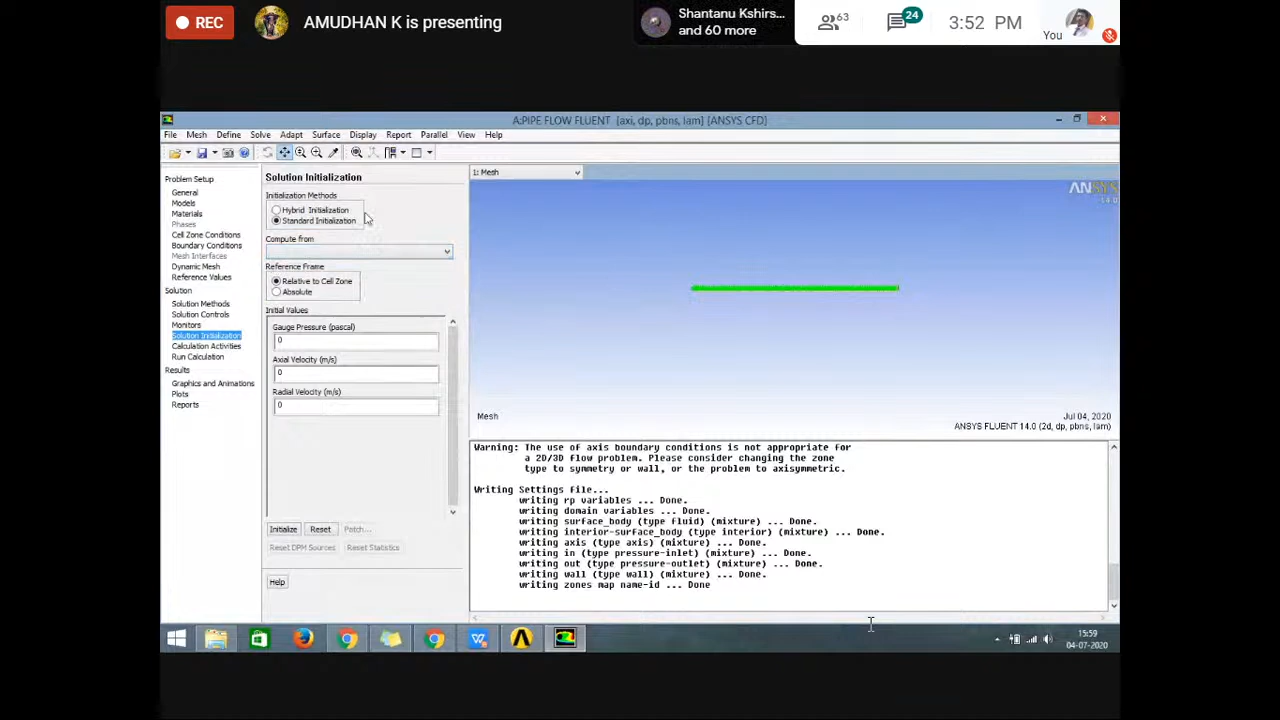 REC
AMUDHAN K is presenting
Shantanu Kshirs...
and 60 more
63
24
3:52 PM
You
A:PIPE FLOW FLUENT [axi, dp, pbns, lam] [ANSYS CFD]
File Mesh Define Solve Adapt Surface Display Report Parallel View Help
Problem Setup
General
Models
Materials
Phases
Cell Zone Conditions
Boundary Conditions
Mesh Interfaces
Dynamic Mesh
Reference Values
Solution
Solution Methods
Solution Controls
Monitors
Solution Initialization
Calculation Activities
Run Calculation
Results
Graphics and Animations
Plots
Reports
Solution Initialization
Initialization Methods
Hybrid Initialization
Standard Initialization
Compute from
Reference Frame
Relative to Cell Zone
Absolute
Initial Values
Gauge Pressure (pascal)
0
Axial Velocity (m/s)
0
Radial Velocity (m/s)
0
Initialize Reset Patch...
Reset DPM Sources Reset Statistics
Help
1: Mesh
ANSYS
14.0
Mesh
Jul 04, 2020
ANSYS FLUENT 14.0 (2d, dp, pbns, lam)
Warning: The use of axis boundary conditions is not appropriate for
a 2D/3D flow problem. Please consider changing the zone
type to symmetry or wall, or the problem to axisymmetric.
Writing Settings file...
writing rp variables ... Done.
writing domain variables ... Done.
writing surface_body (type fluid) (mixture) ... Done.
writing interior-surface_body (type interior) (mixture) ... Done.
writing axis (type axis) (mixture) ... Done.
writing in (type pressure-inlet) (mixture) ... Done.
writing out (type pressure-outlet) (mixture) ... Done.
writing wall (type wall) (mixture) ... Done.
writing zones map name-id ... Done
15:59
04-07-2020